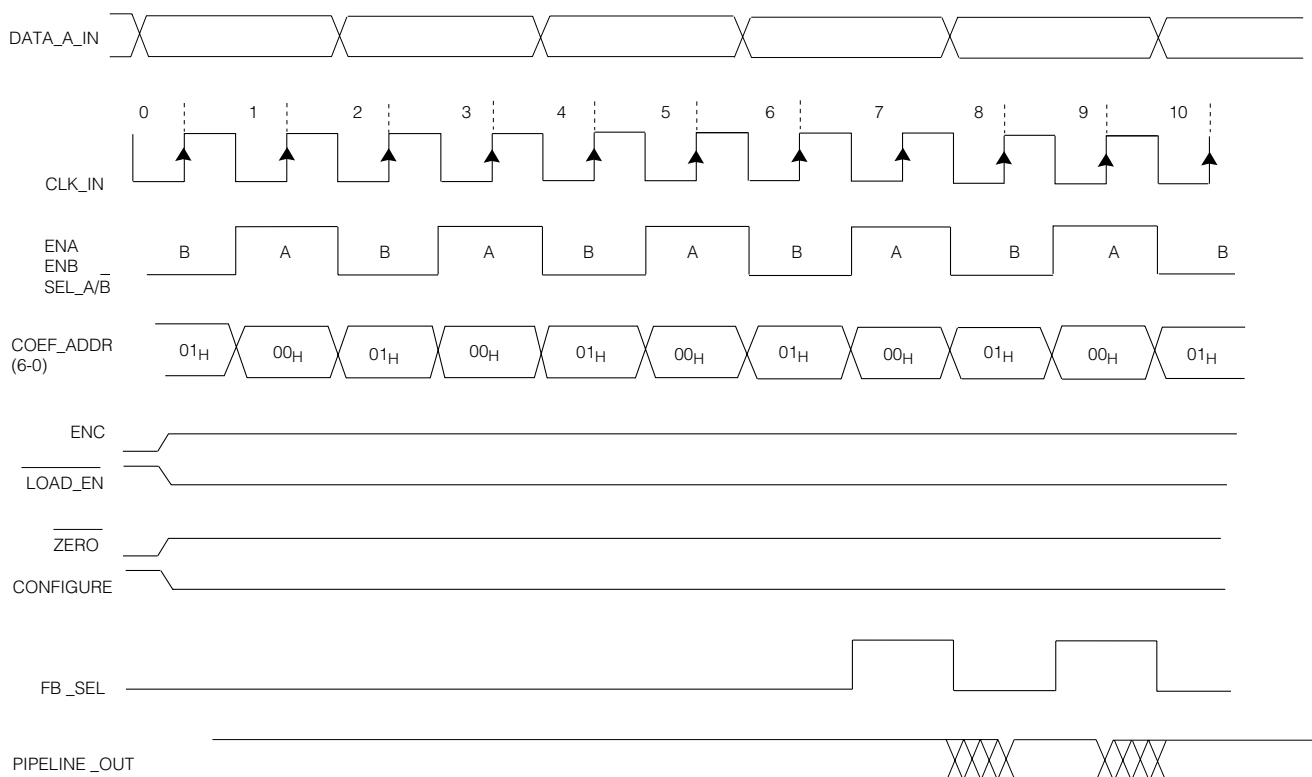 DATA_A_IN
0 1 2 3 4 5 6 7 8 9 10
CLK_IN
ENA
ENB
SEL_A/B̅
B A B A B A B A B A B
COEF_ADDR
(6-0)
01H 00H 01H 00H 01H 00H 01H 00H 01H 00H 01H
ENC
LOAD_EN
ZERO
CONFIGURE
FB_SEL
PIPELINE_OUT